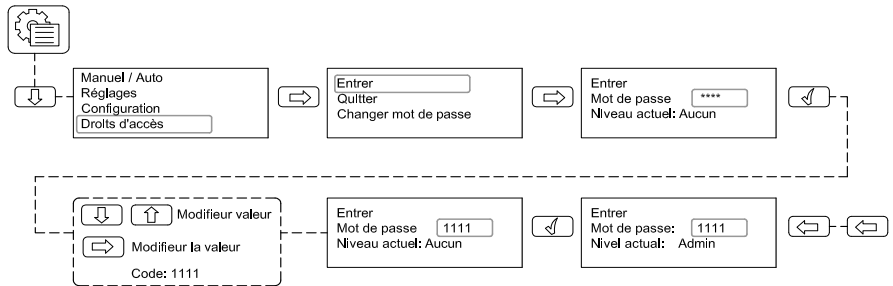 Manuel / Auto
Réglages
Configuration
Droits d'accès
Entrer
Quitter
Changer mot de passe
Entrer
Mot de passe ****
Niveau actuel: Aucun
Modifieur valeur
Modifieur la valeur
Code: 1111
Entrer
Mot de passe 1111
Niveau actuel: Aucun
Entrer
Mot de passe: 1111
Nivel actual: Admin